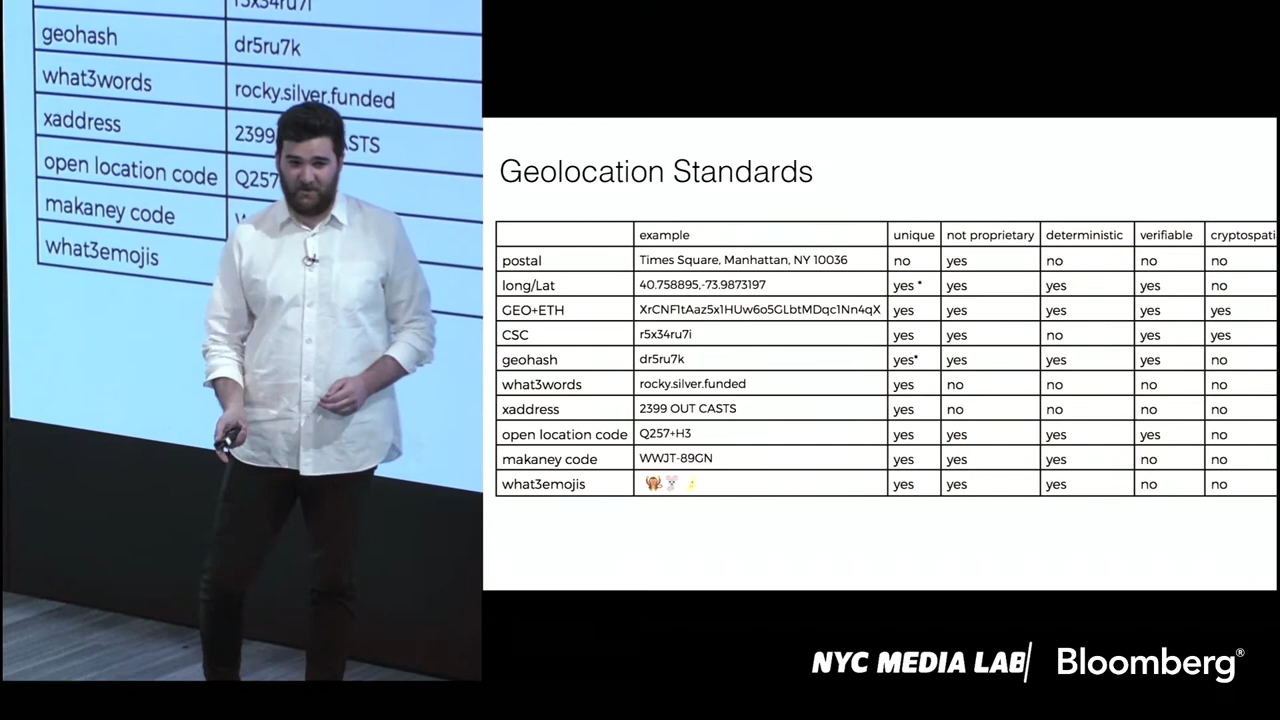 r5x34ru7i
geohash dr5ru7k
what3words rocky.silver.funded
xaddress 2399 ASTS
open location code Q257
makaney code
what3emojis
Geolocation Standards
example unique not proprietary deterministic verifiable cryptospati
postal Times Square, Manhattan, NY 10036 no yes no no no
long/Lat 40.758895,-73.9873197 yes * yes yes yes no
GEO+ETH XrCNF1tAaz5x1HUw6o5GLbtMDqc1Nn4qX yes yes yes yes yes
CSC r5x34ru7i yes yes no yes yes
geohash dr5ru7k yes* yes yes yes no
what3words rocky.silver.funded yes no no no no
xaddress 2399 OUT CASTS yes no no no no
open location code Q257+H3 yes yes yes yes no
makaney code WWJT-89GN yes yes yes no no
what3emojis yes yes yes no no
NYC MEDIA LAB Bloomberg®